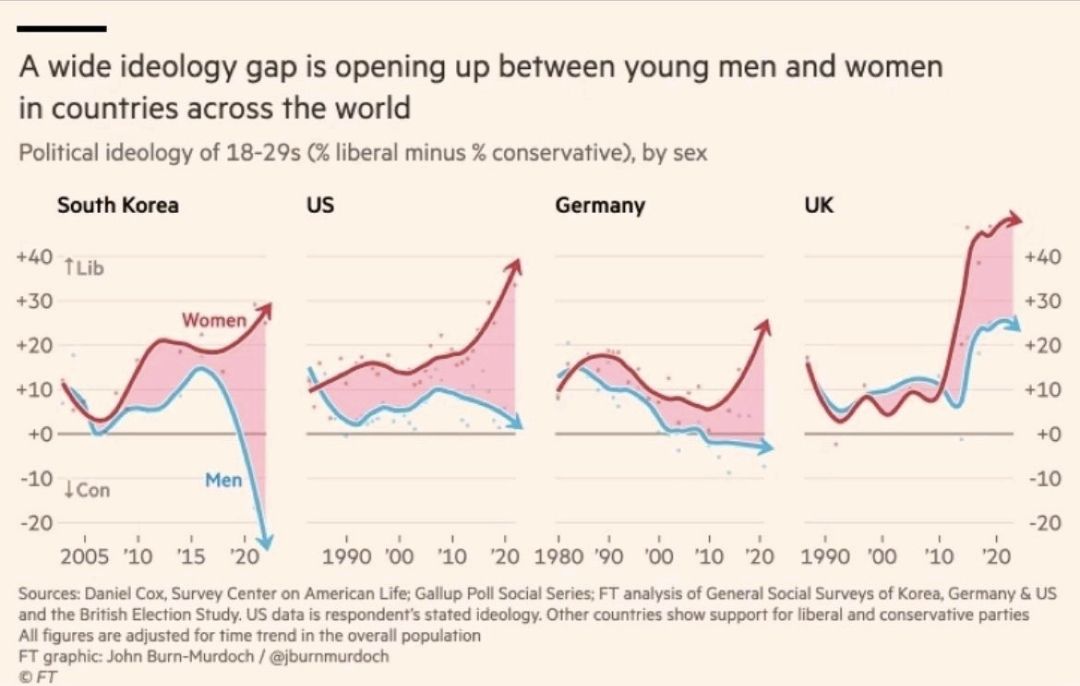 A wide ideology gap is opening up between young men and women
in countries across the world
Political ideology of 18-29s (% liberal minus % conservative), by sex
South Korea
US
Germany
UK
+40
+30
+20
+10
+0
-10
-20
↑Lib
Women
Men
↓Con
+40
+30
+20
+10
+0
-10
-20
2005 '10 '15 '20
1990 '00 '10 '20
1980 '90 '00 '10 '20
1990 '00 '10 '20
Sources: Daniel Cox, Survey Center on American Life; Gallup Poll Social Series; FT analysis of General Social Surveys of Korea, Germany & US
and the British Election Study. US data is respondent's stated ideology. Other countries show support for liberal and conservative parties
All figures are adjusted for time trend in the overall population
FT graphic: John Burn-Murdoch / @jburnmurdoch
© FT